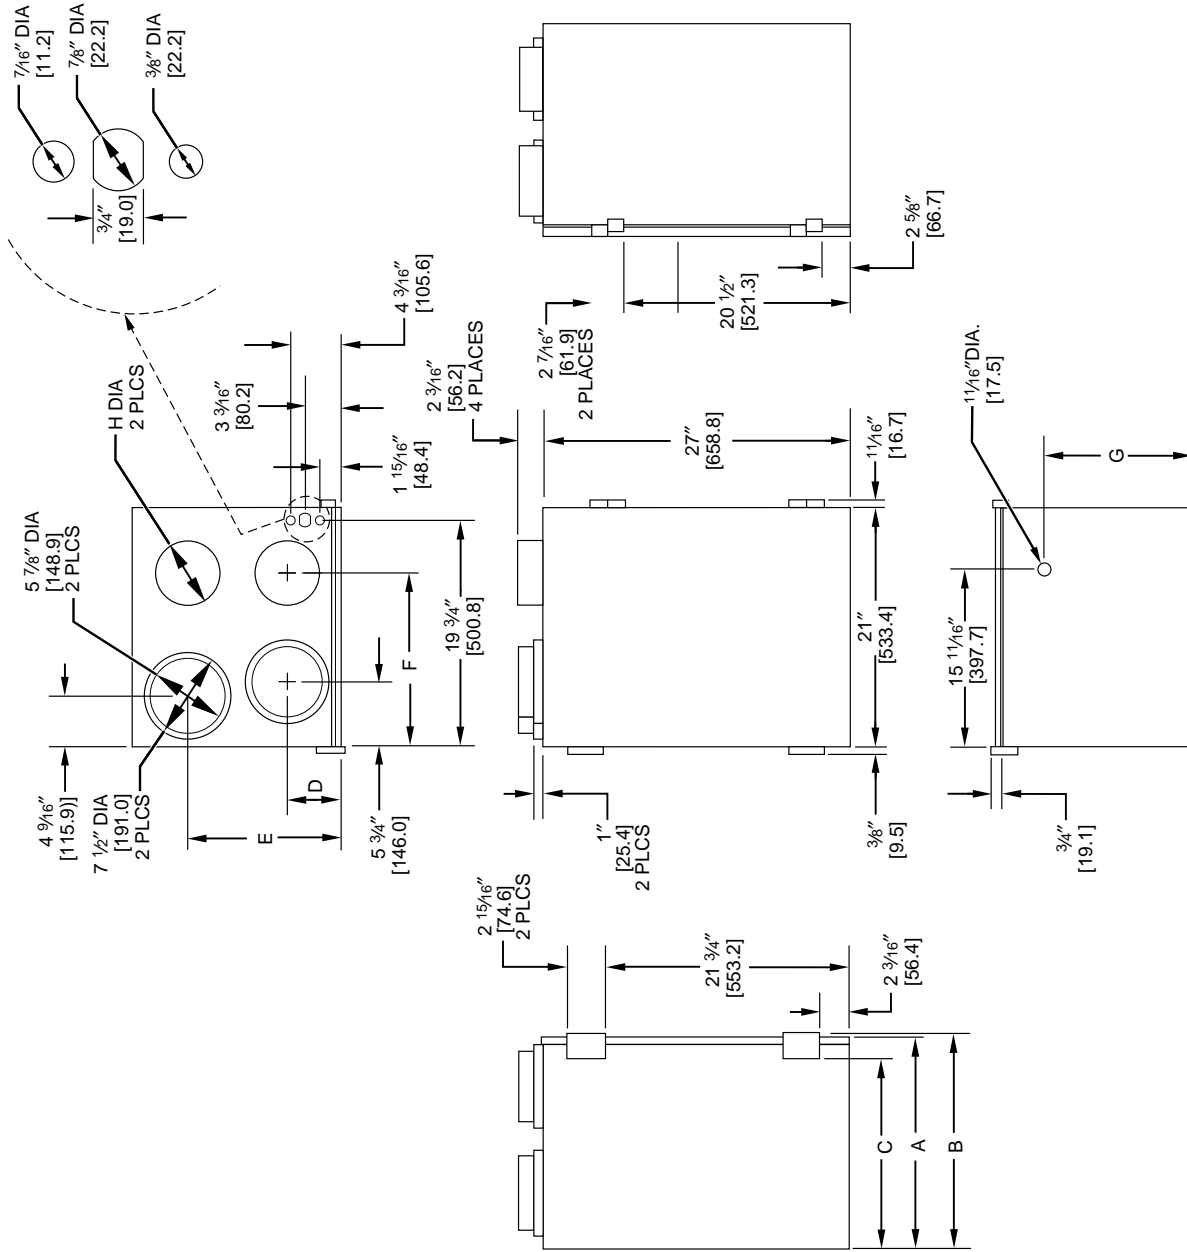 7/16″ DIA
[11.2]
7/8″ DIA
[22.2]
3/8″ DIA
[22.2]
3/4″
[19.0]
H DIA
2 PLCS
5 7/8″ DIA
[148.9]
2 PLCS
4 9/16″
[115.9)]
7 1/2″ DIA
[191.0]
2 PLCS
E
D
5 3/4″
[146.0]
F
19 3/4″
[500.8]
3 3/16″
[80.2]
4 3/16″
[105.6]
1 15/16″
[48.4]
2 3/16″
[56.2]
4 PLACES
2 7/16″
[61.9]
2 PLACES
20 1/2″
[521.3]
2 5/8″
[66.7]
27″
[658.8]
11/16″
[16.7]
21″
[533.4]
3/8″
[9.5]
1″
[25.4]
2 PLCS
2 15/16″
[74.6]
2 PLCS
21 3/4″
[553.2]
2 3/16″
[56.4]
C
A
B
11/16″DIA.
[17.5]
15 11/16″
[397.7]
G
3/4″
[19.1]